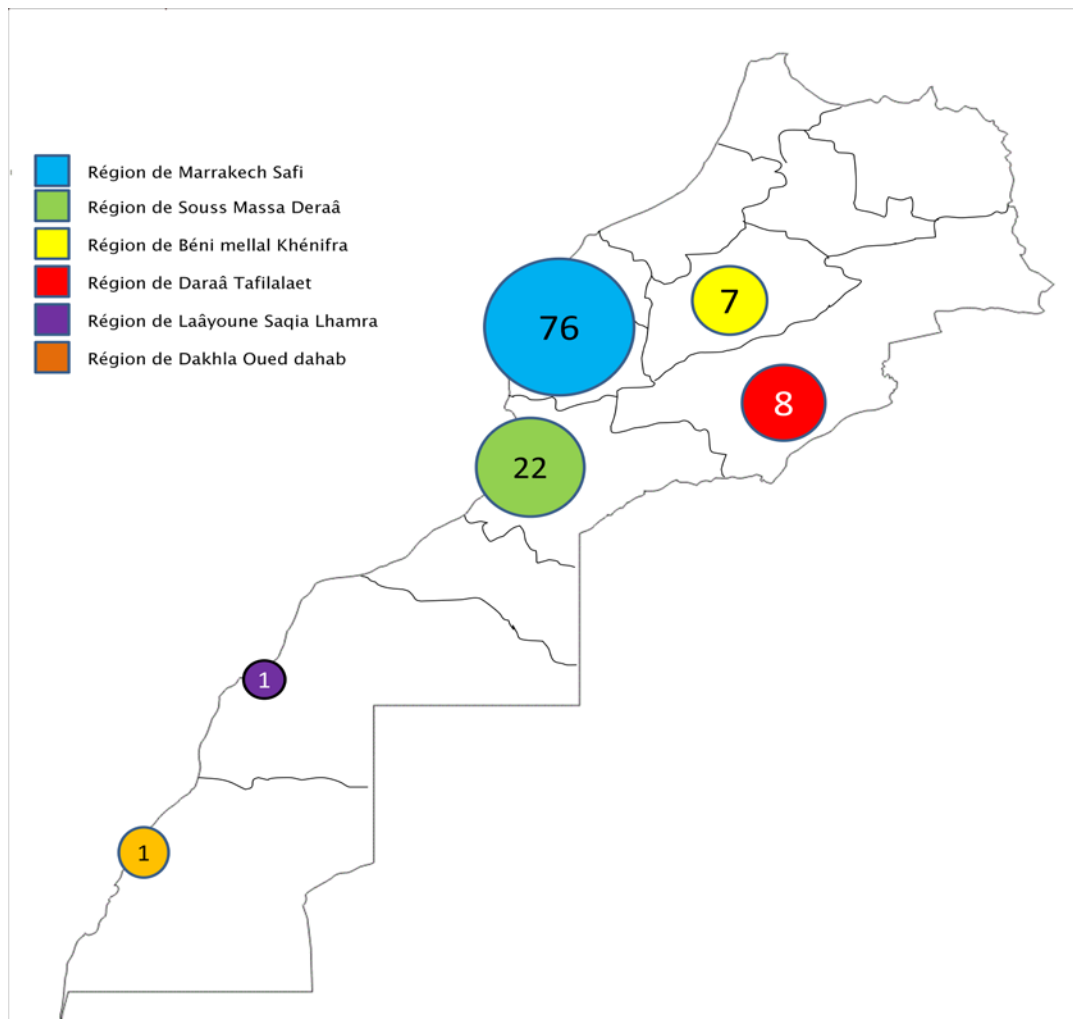 Région de Marrakech Safi
Région de Souss Massa Deraâ
Région de Béni mellal Khénifra
Région de Daraâ Tafilalaet
Région de Laâyoune Saqia Lhamra
Région de Dakhla Oued dahab
7
76
8
22
1
1